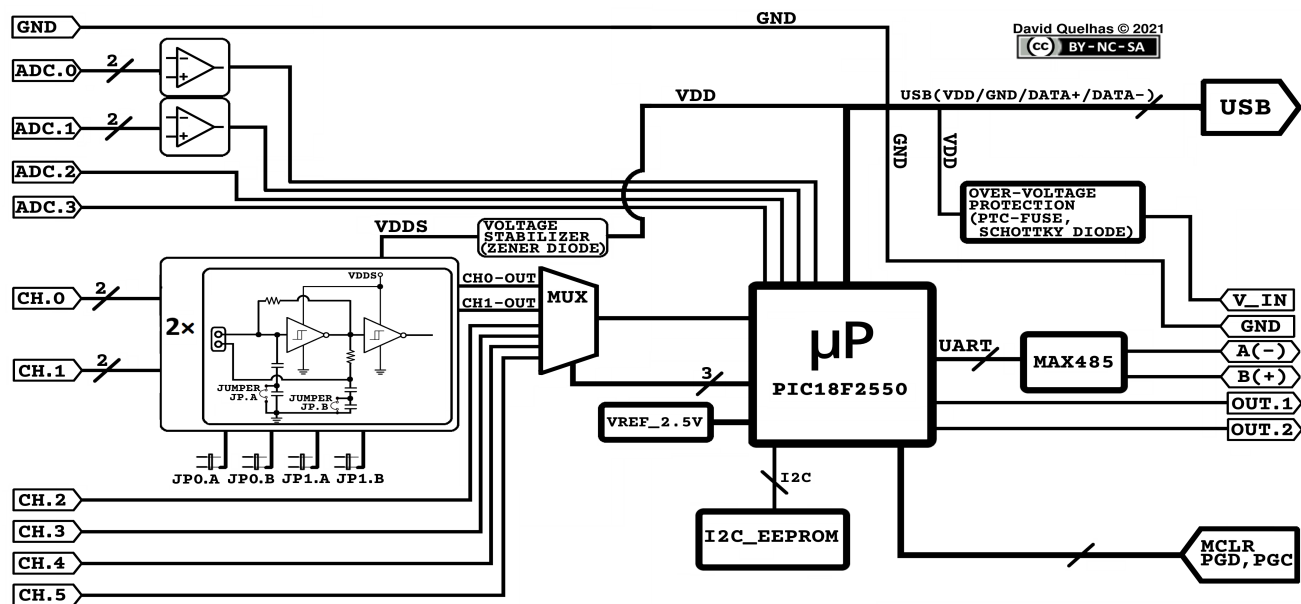 GND
GND
David Quelhas © 2021
cc BY-NC-SA
ADC.0
2
ADC.1
2
ADC.2
ADC.3
VDD
USB(VDD/GND/DATA+/DATA-)
USB
GND
VDD
OVER-VOLTAGE
PROTECTION
(PTC-FUSE,
SCHOTTKY DIODE)
VDDS
VOLTAGE
STABILIZER
(ZENER DIODE)
CH.0
2
CH.1
2
2×
VDDS
JUMPER
JP.A
JUMPER
JP.B
CH0-OUT
CH1-OUT
MUX
3
µP
PIC18F2550
VREF_2.5V
UART
MAX485
V_IN
GND
A(-)
B(+)
OUT.1
OUT.2
JP0.A JP0.B JP1.A JP1.B
I2C
I2C_EEPROM
CH.2
CH.3
CH.4
CH.5
MCLR
PGD,PGC